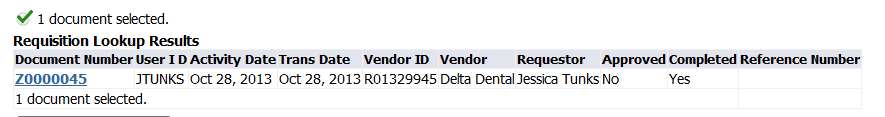 1 document selected.
Requisition Lookup Results
Document Number User I D Activity Date Trans Date Vendor ID Vendor Requestor Approved Completed Reference Number
Z0000045 JTUNKS Oct 28, 2013 Oct 28, 2013 R01329945 Delta Dental Jessica Tunks No Yes
1 document selected.